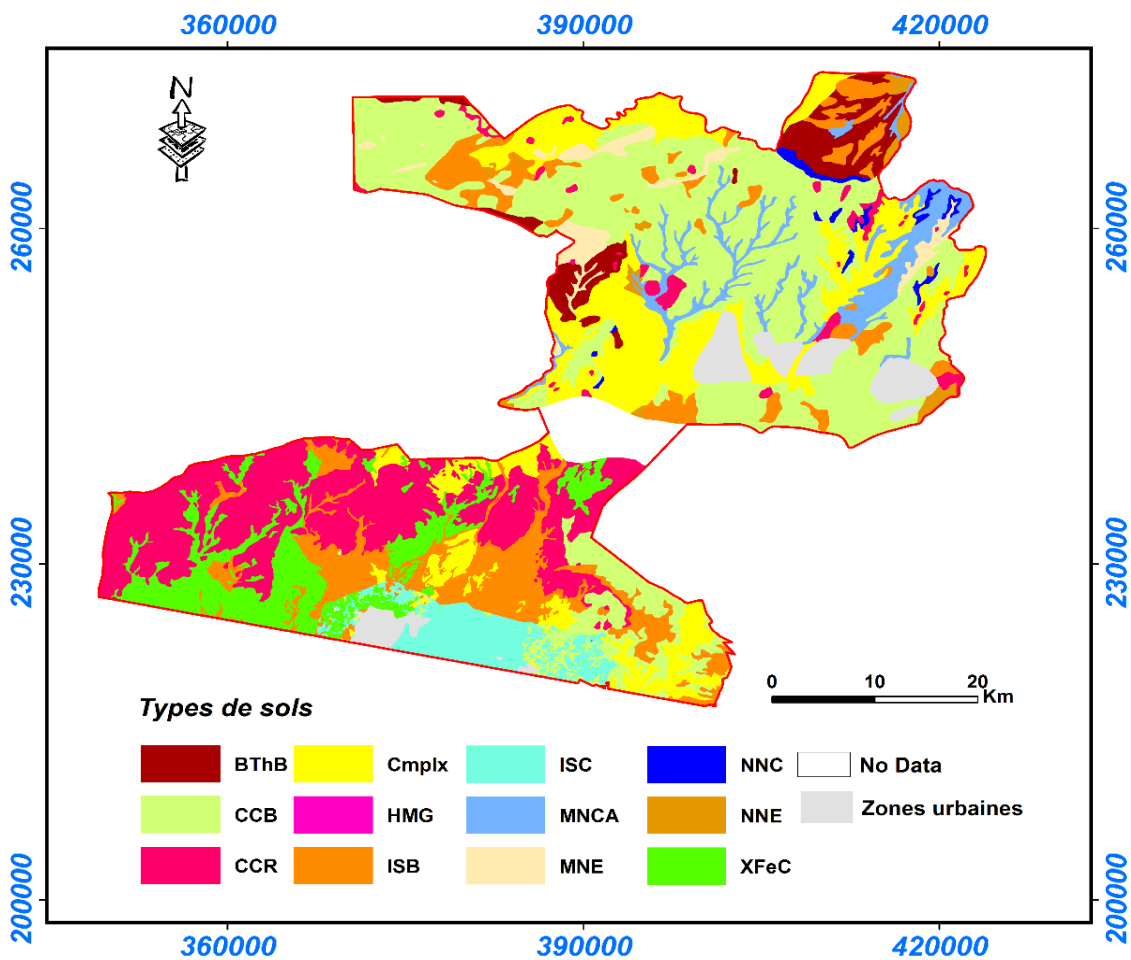 360000 390000 420000
N
260000 260000
230000 230000
0 10 20
Km
Types de sols
BThB Cmplx ISC NNC No Data
CCB HMG MNCA NNE Zones urbaines
CCR ISB MNE XFeC
200000 200000
360000 390000 420000